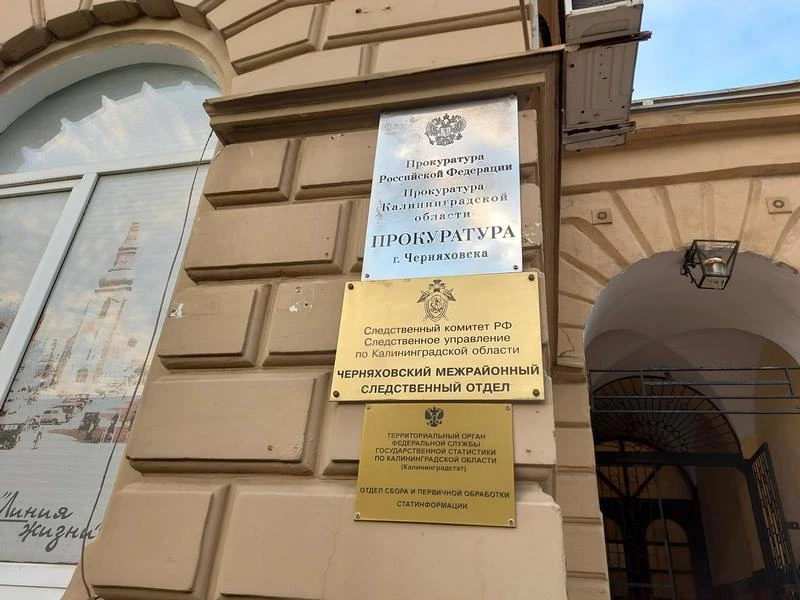 Прокуратура
Российской Федерации
Прокуратура
Калининградской
области
ПРОКУРАТУРА
г. Черняховска
Следственный комитет РФ
Следственное управление
по Калининградской области
ЧЕРНЯХОВСКИЙ МЕЖРАЙОННЫЙ
СЛЕДСТВЕННЫЙ ОТДЕЛ
ТЕРРИТОРИАЛЬНЫЙ ОРГАН
ФЕДЕРАЛЬНОЙ СЛУЖБЫ
ГОСУДАРСТВЕННОЙ СТАТИСТИКИ
ПО КАЛИНИНГРАДСКОЙ ОБЛАСТИ
(Калининградстат)
ОТДЕЛ СБОРА И ПЕРВИЧНОЙ ОБРАБОТКИ
СТАТИНФОРМАЦИИ
"Линия
жизни"